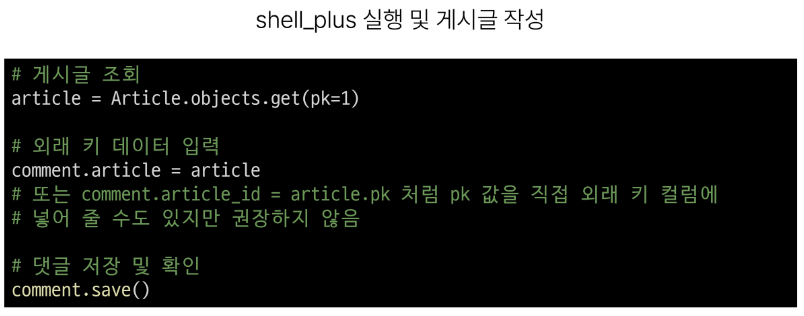 shell_plus 실행 및 게시글 작성
# 게시글 조회
article = Article.objects.get(pk=1)
# 외래 키 데이터 입력
comment.article = article
# 또는 comment.article_id = article.pk 처럼 pk 값을 직접 외래 키 컬럼에
# 넣어 줄 수도 있지만 권장하지 않음
# 댓글 저장 및 확인
comment.save()